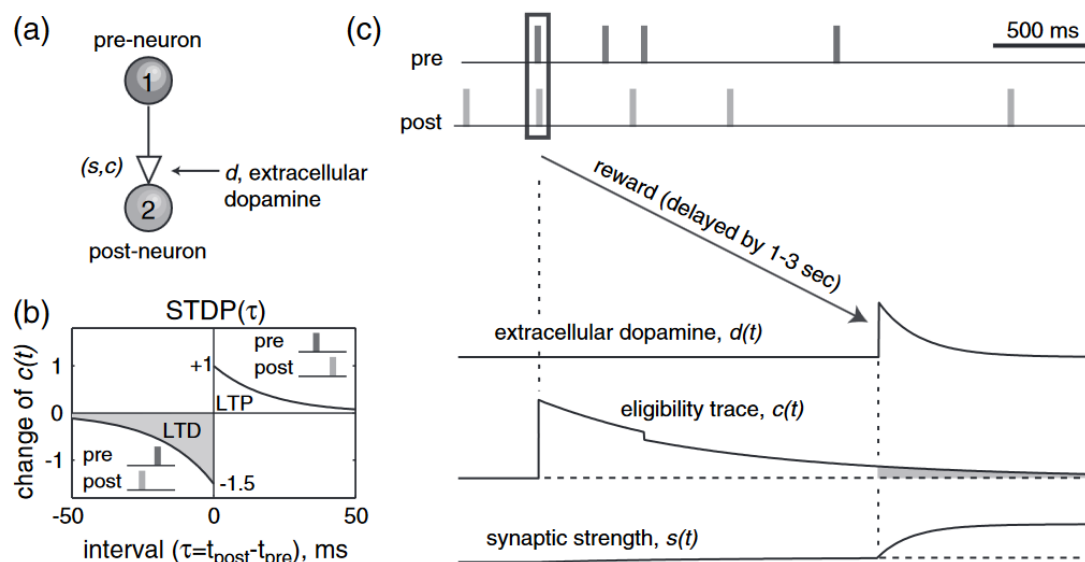 (a)
pre-neuron
1
(s,c)
d, extracellular
dopamine
2
post-neuron
(b)
STDP(τ)
change of c(t)
1
0
-1
+1
LTP
LTD
-1.5
pre
post
pre
post
-50
0
50
interval (τ=tpost-tpre), ms
(c)
500 ms
pre
post
reward (delayed by 1-3 sec)
extracellular dopamine, d(t)
eligibility trace, c(t)
synaptic strength, s(t)